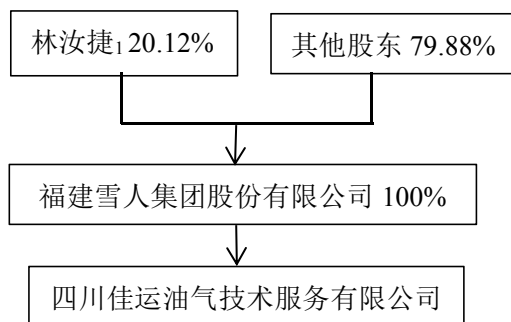 林汝捷₁ 20.12%
其他股东 79.88%
福建雪人集团股份有限公司 100%
四川佳运油气技术服务有限公司